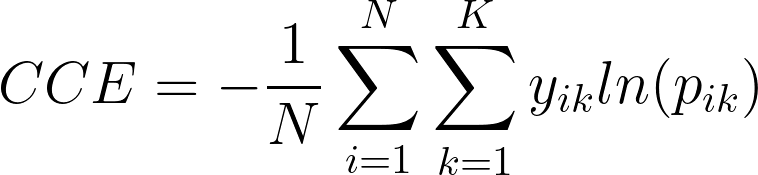 CCE = -\frac{1}{N} \sum_{i=1}^{N} \sum_{k=1}^{K} y_{ik} ln(p_{ik})